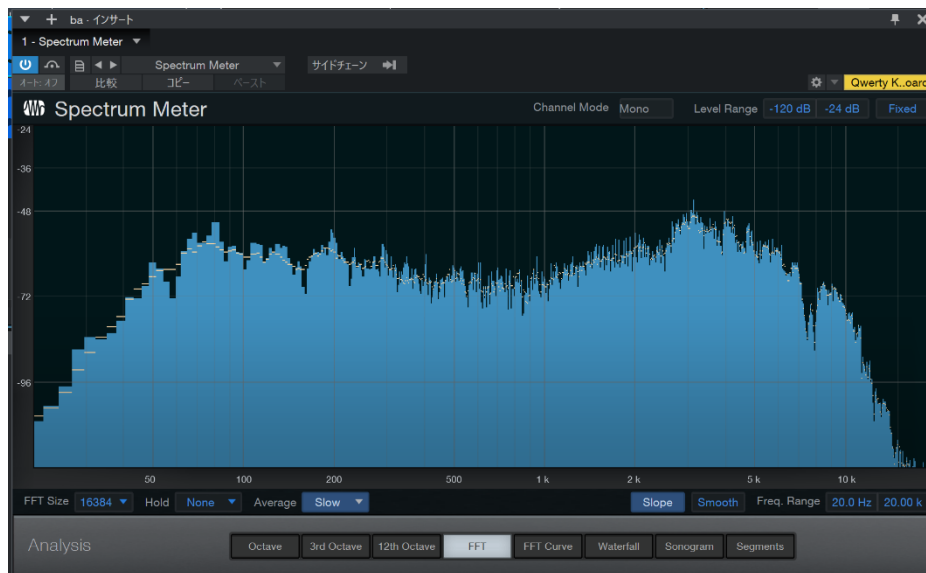 ba - インサート
1 - Spectrum Meter
Spectrum Meter サイドチェーン
オート: オフ 比較 コピー ペースト Qwerty K..oard
Spectrum Meter Channel Mode Mono Level Range -120 dB -24 dB Fixed
-24
-36
-48
-72
-96
50 100 200 500 1 k 2 k 5 k 10 k
FFT Size 16384 Hold None Average Slow Slope Smooth Freq. Range 20.0 Hz 20.00 k
Analysis Octave 3rd Octave 12th Octave FFT FFT Curve Waterfall Sonogram Segments